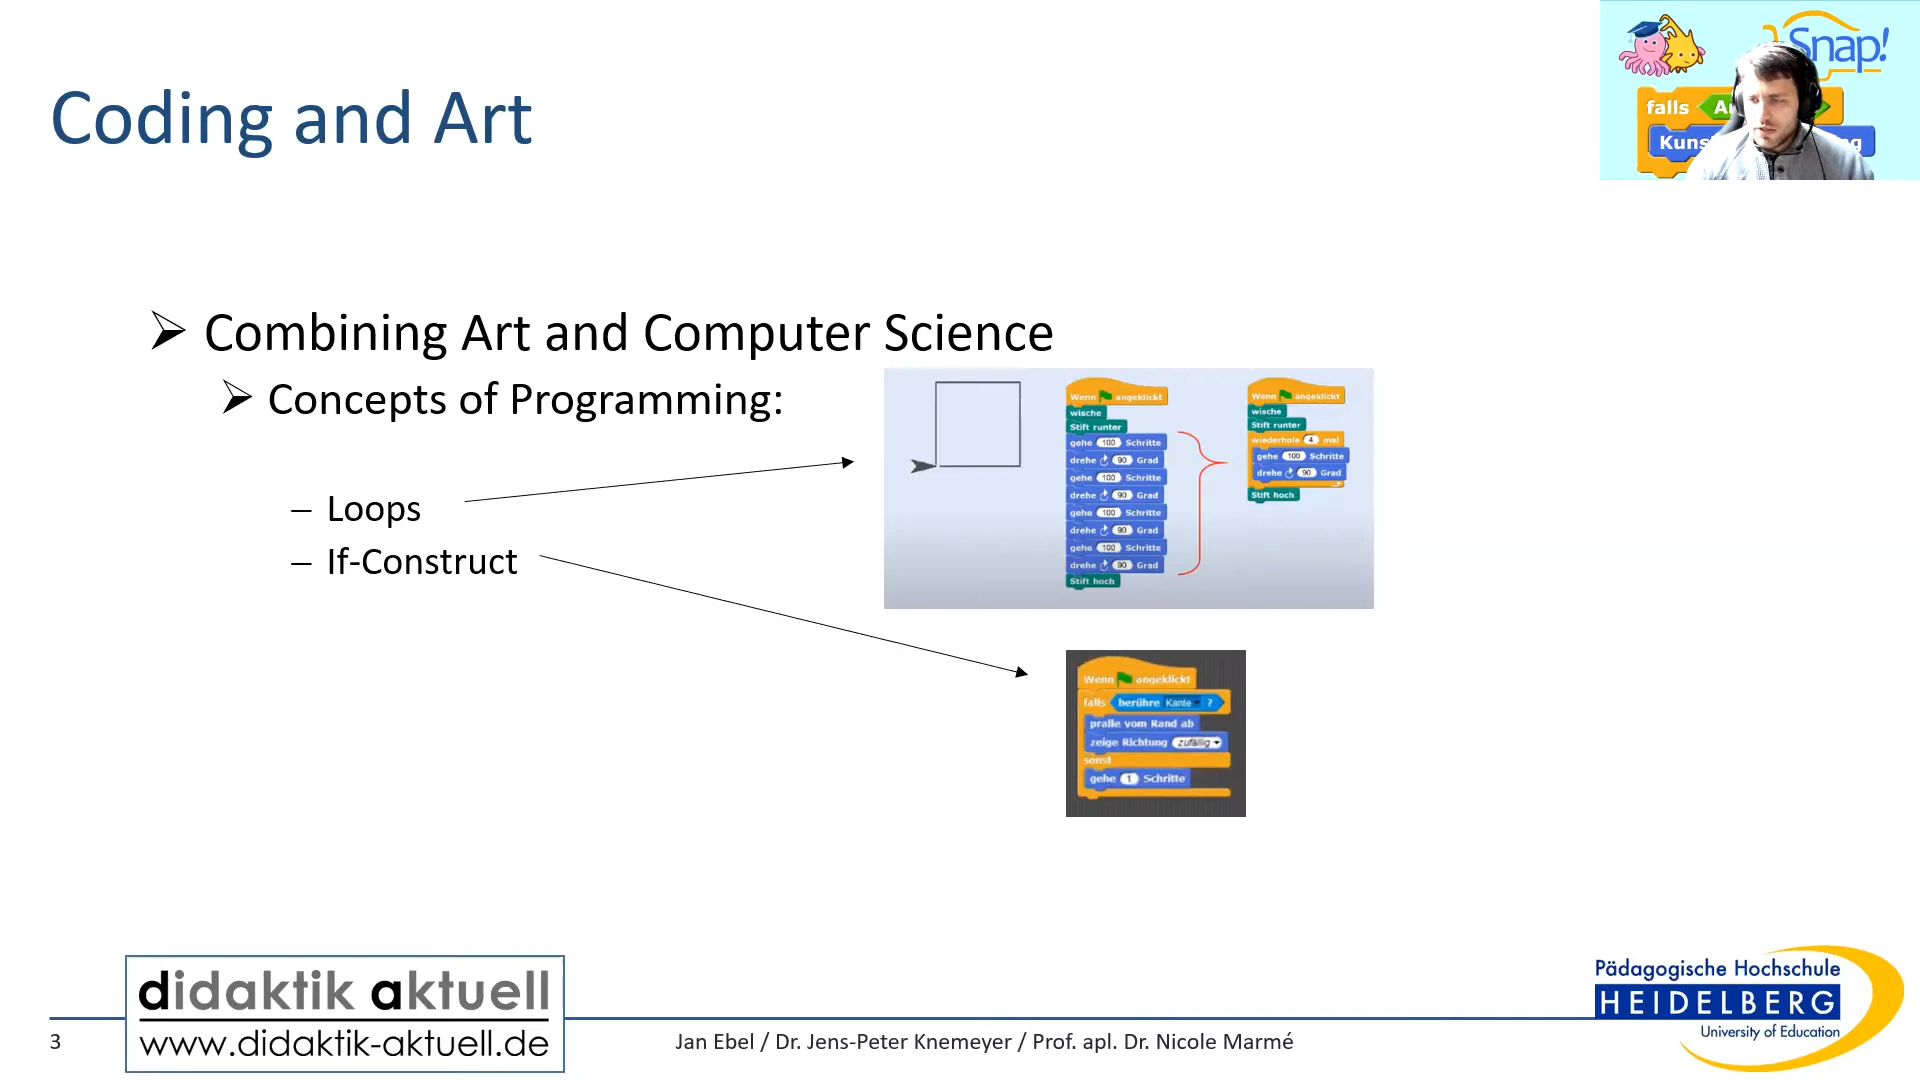 Coding and Art
Snap!
falls
Kuns
Combining Art and Computer Science
Concepts of Programming:
– Loops
– If-Construct
Wenn angeklickt
wische
Stift runter
gehe 100 Schritte
drehe 90 Grad
gehe 100 Schritte
drehe 90 Grad
gehe 100 Schritte
drehe 90 Grad
gehe 100 Schritte
drehe 90 Grad
Stift hoch
Wenn angeklickt
wische
Stift runter
wiederhole 4 mal
gehe 100 Schritte
drehe 90 Grad
Stift hoch
Wenn angeklickt
falls berühre Kante ?
pralle vom Rand ab
zeige Richtung zufällig
sonst
gehe 1 Schritte
3
didaktik aktuell
www.didaktik-aktuell.de
Jan Ebel / Dr. Jens-Peter Knemeyer / Prof. apl. Dr. Nicole Marmé
Pädagogische Hochschule
HEIDELBERG
University of Education